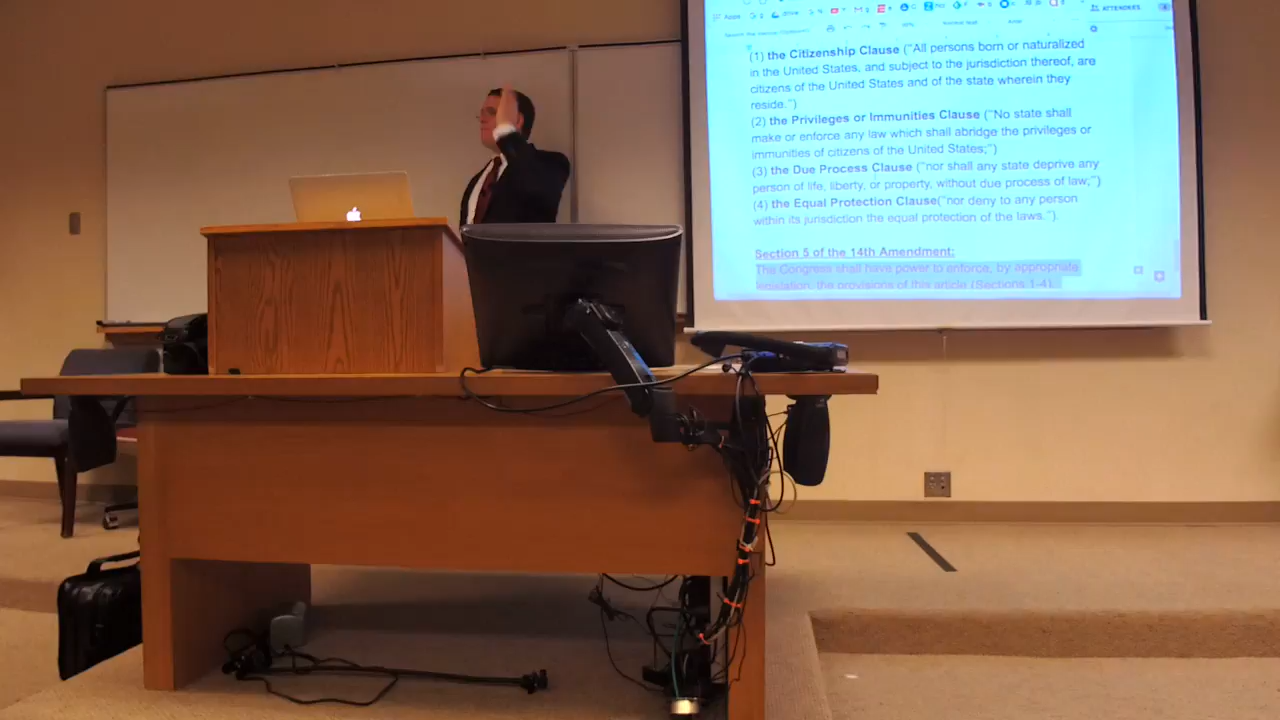 Apps
drive
ATTENDEES
Normal text
Arial
(1) the Citizenship Clause ("All persons born or naturalized
in the United States, and subject to the jurisdiction thereof, are
citizens of the United States and of the state wherein they
reside.")
(2) the Privileges or Immunities Clause ("No state shall
make or enforce any law which shall abridge the privileges or
immunities of citizens of the United States;")
(3) the Due Process Clause ("nor shall any state deprive any
person of life, liberty, or property, without due process of law;")
(4) the Equal Protection Clause("nor deny to any person
within its jurisdiction the equal protection of the laws.").
Section 5 of the 14th Amendment:
The Congress shall have power to enforce, by appropriate
legislation, the provisions of this article (Sections 1-4).